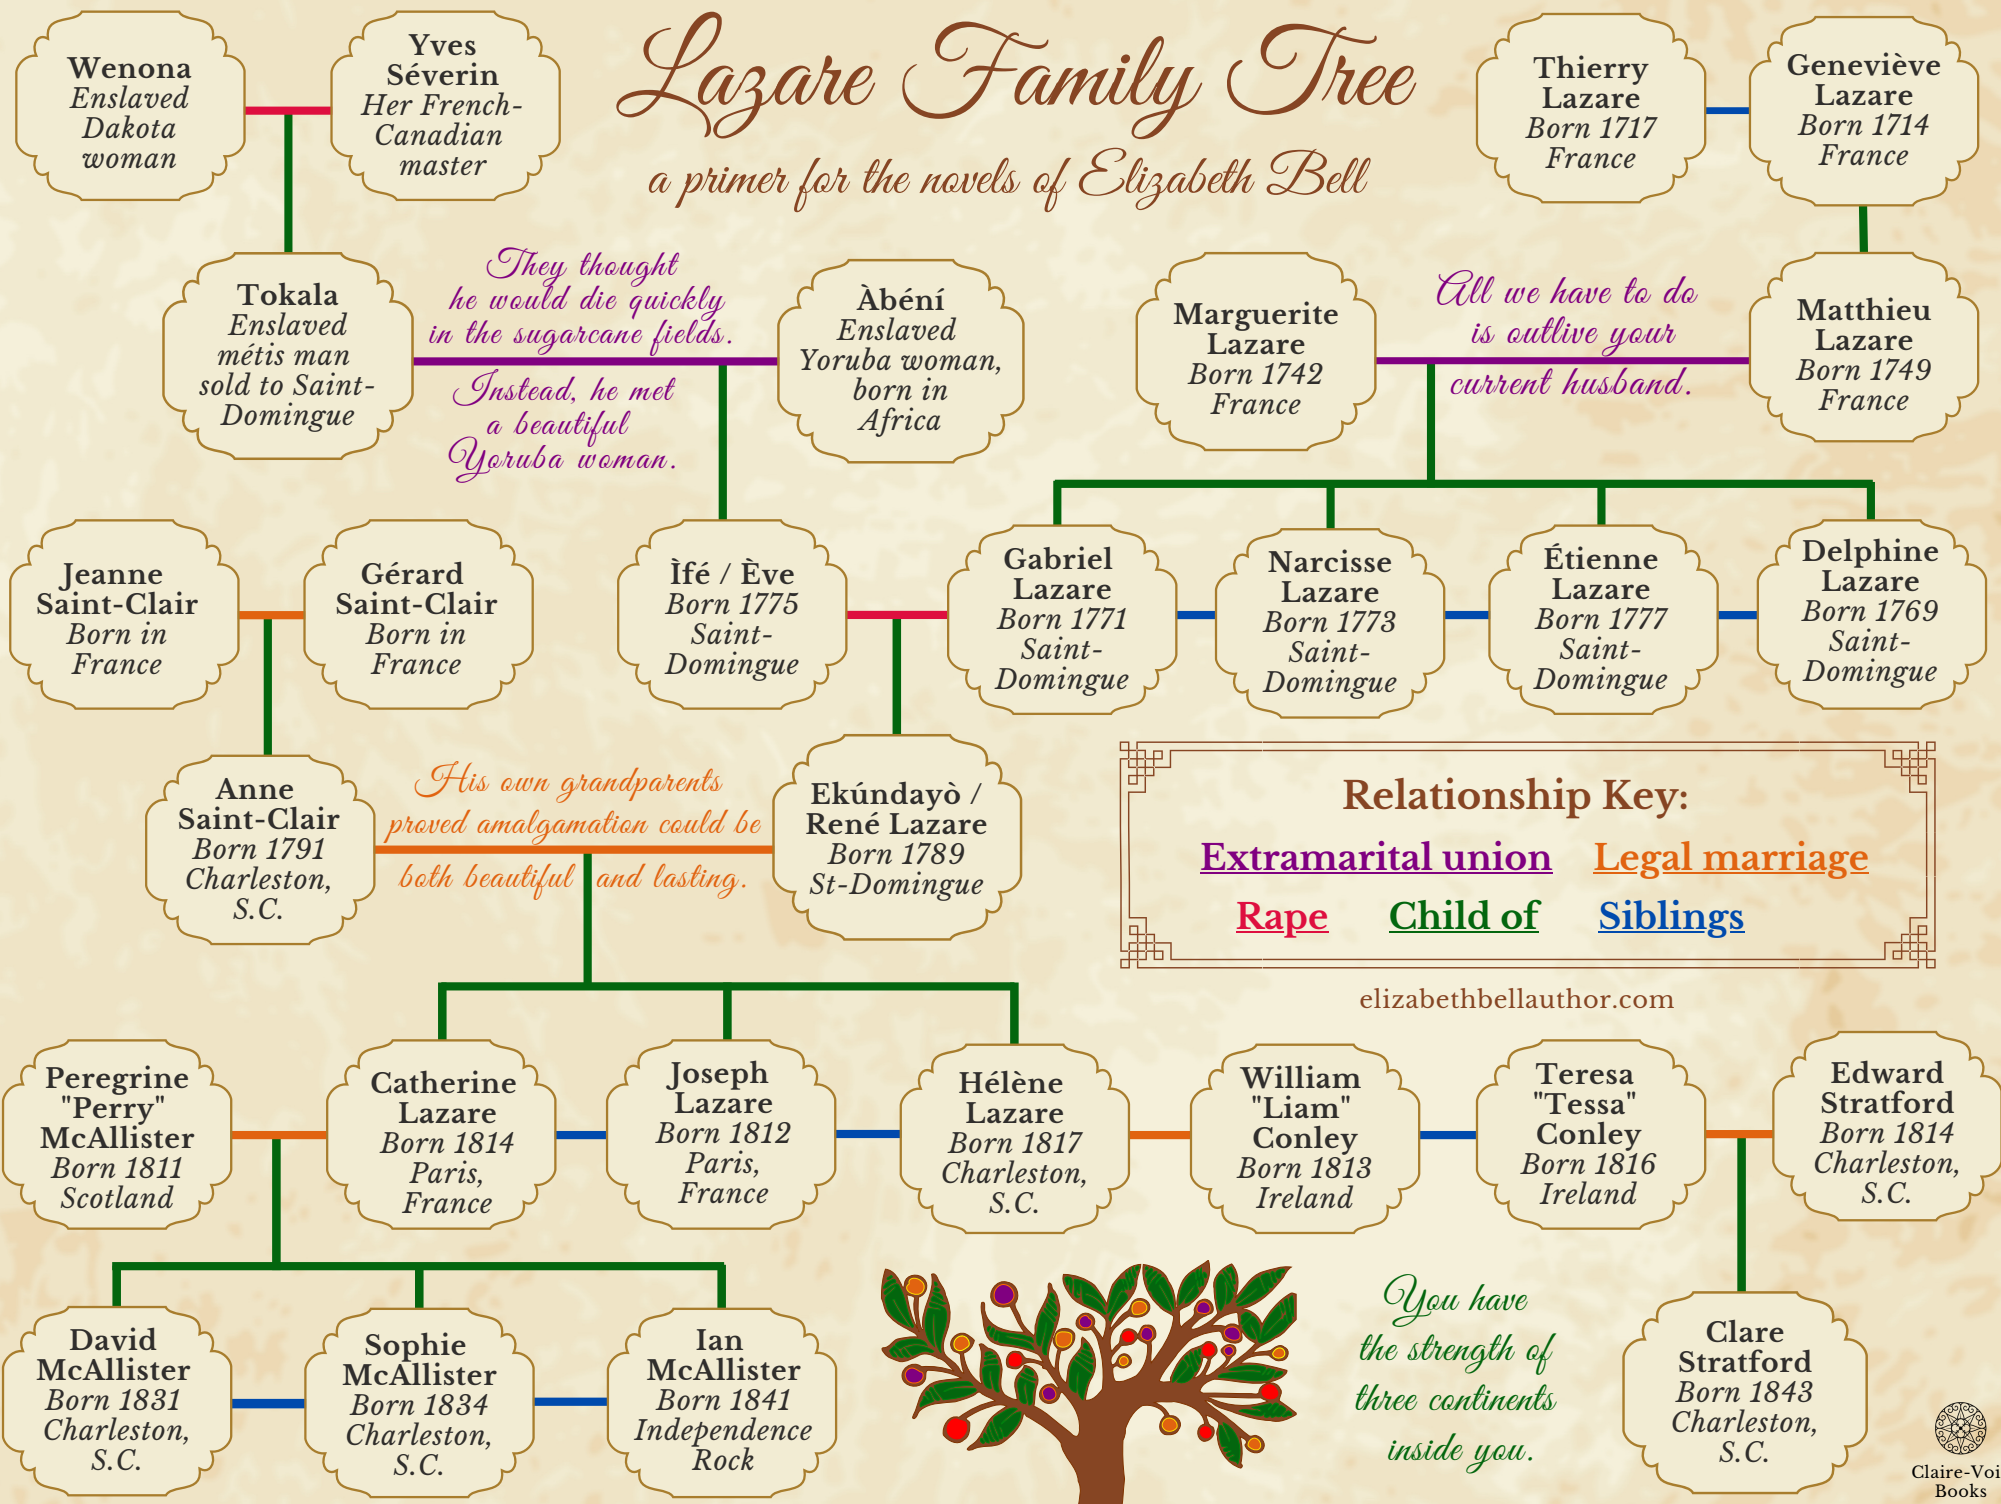 Lazare Family Tree
a primer for the novels of Elizabeth Bell
Wenona
Enslaved
Dakota
woman
Yves
Séverin
Her French-
Canadian
master
Thierry
Lazare
Born 1717
France
Geneviève
Lazare
Born 1714
France
Tokala
Enslaved
métis man
sold to Saint-
Domingue
They thought
he would die quickly
in the sugarcane fields.
Instead, he met
a beautiful
Yoruba woman.
Àbéní
Enslaved
Yoruba woman,
born in
Africa
Marguerite
Lazare
Born 1742
France
All we have to do
is outlive your
current husband.
Matthieu
Lazare
Born 1749
France
Jeanne
Saint-Clair
Born in
France
Gérard
Saint-Clair
Born in
France
Ìfé / Ève
Born 1775
Saint-
Domingue
Gabriel
Lazare
Born 1771
Saint-
Domingue
Narcisse
Lazare
Born 1773
Saint-
Domingue
Étienne
Lazare
Born 1777
Saint-
Domingue
Delphine
Lazare
Born 1769
Saint-
Domingue
Anne
Saint-Clair
Born 1791
Charleston,
S.C.
His own grandparents
proved amalgamation could be
both beautiful and lasting.
Ekúndayò /
René Lazare
Born 1789
St-Domingue
Relationship Key:
Extramarital union Legal marriage
Rape Child of Siblings
elizabethbellauthor.com
Peregrine
"Perry"
McAllister
Born 1811
Scotland
Catherine
Lazare
Born 1814
Paris,
France
Joseph
Lazare
Born 1812
Paris,
France
Hélène
Lazare
Born 1817
Charleston,
S.C.
William
"Liam"
Conley
Born 1813
Ireland
Teresa
"Tessa"
Conley
Born 1816
Ireland
Edward
Stratford
Born 1814
Charleston,
S.C.
David
McAllister
Born 1831
Charleston,
S.C.
Sophie
McAllister
Born 1834
Charleston,
S.C.
Ian
McAllister
Born 1841
Independence
Rock
You have
the strength of
three continents
inside you.
Clare
Stratford
Born 1843
Charleston,
S.C.
Claire-Voi
Books